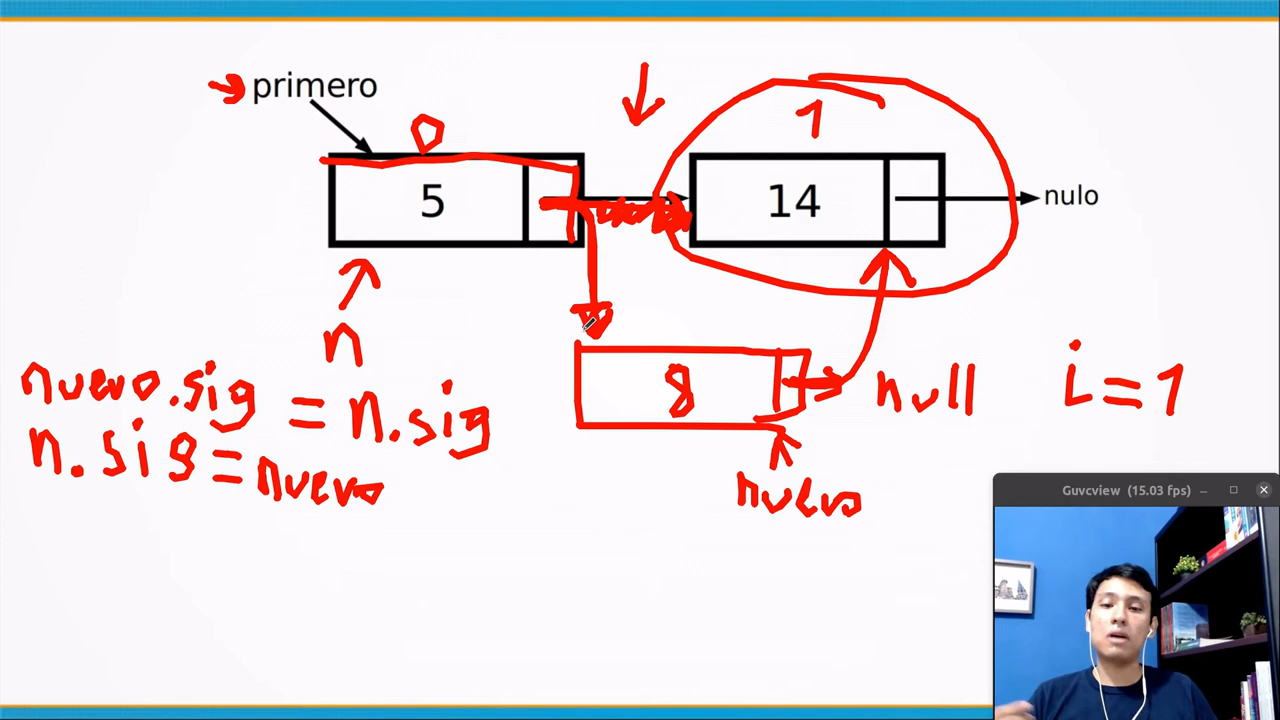 primero
0
1
5
14
nulo
n
nuevo.sig = n.sig
n.sig = nuevo
8
null
i = 1
nuevo
Guvcview (15.03 fps)